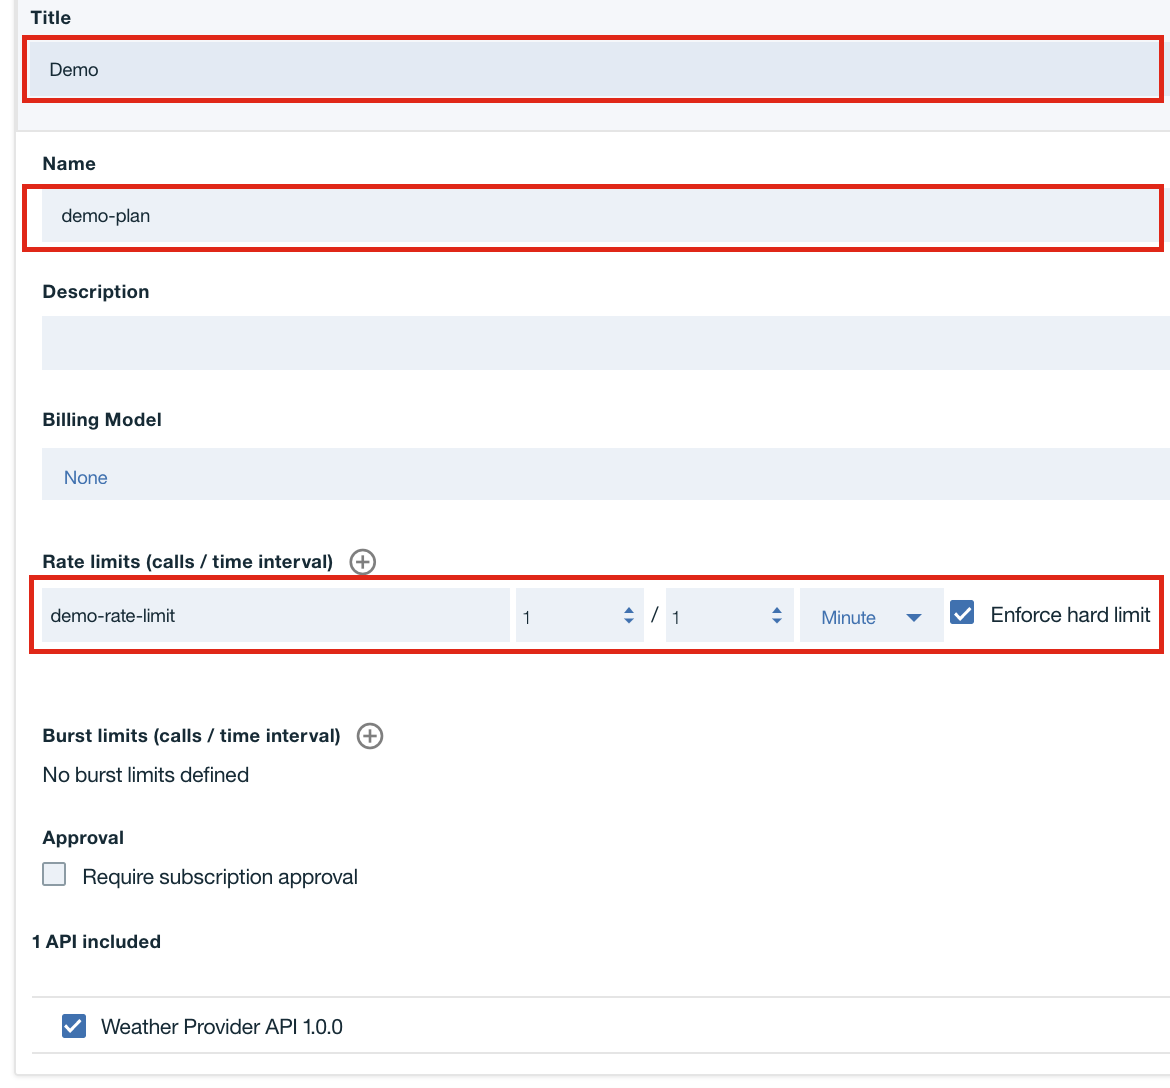 Title
Demo
Name
demo-plan
Description
Billing Model
None
Rate limits (calls / time interval)
demo-rate-limit 1 / 1 Minute Enforce hard limit
Burst limits (calls / time interval)
No burst limits defined
Approval
Require subscription approval
1 API included
Weather Provider API 1.0.0